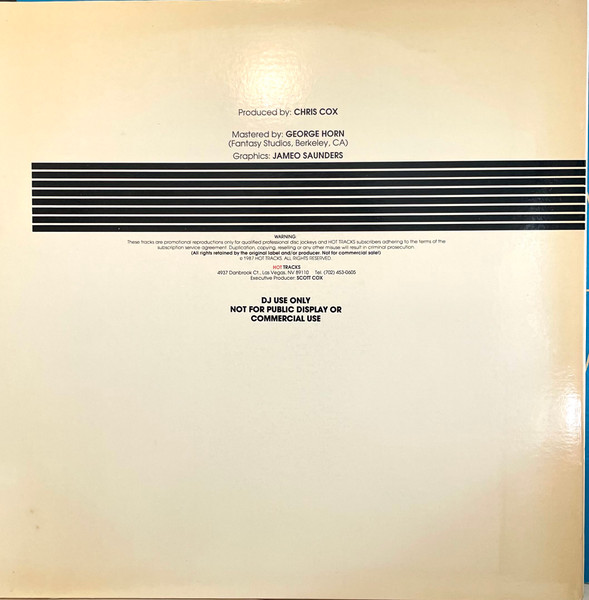 Produced by: CHRIS COX
Mastered by: GEORGE HORN
(Fantasy Studios, Berkeley, CA)
Graphics: JAMEO SAUNDERS
WARNING
These tracks are promotional reproductions only for qualified professional disc jockeys and HOT TRACKS subscribers adhering to the terms of the
subscription service agreement. Duplication, copying, reselling or any other misuse will result in criminal prosecution.
(All rights retained by the original label and/or producer. Not for commercial sale!)
© 1987 HOT TRACKS. ALL RIGHTS RESERVED.
HOT TRACKS
4937 Danbrook Ct., Las Vegas, NV 89110 Tel. (702) 453-0605
Executive Producer: SCOTT COX
DJ USE ONLY
NOT FOR PUBLIC DISPLAY OR
COMMERCIAL USE